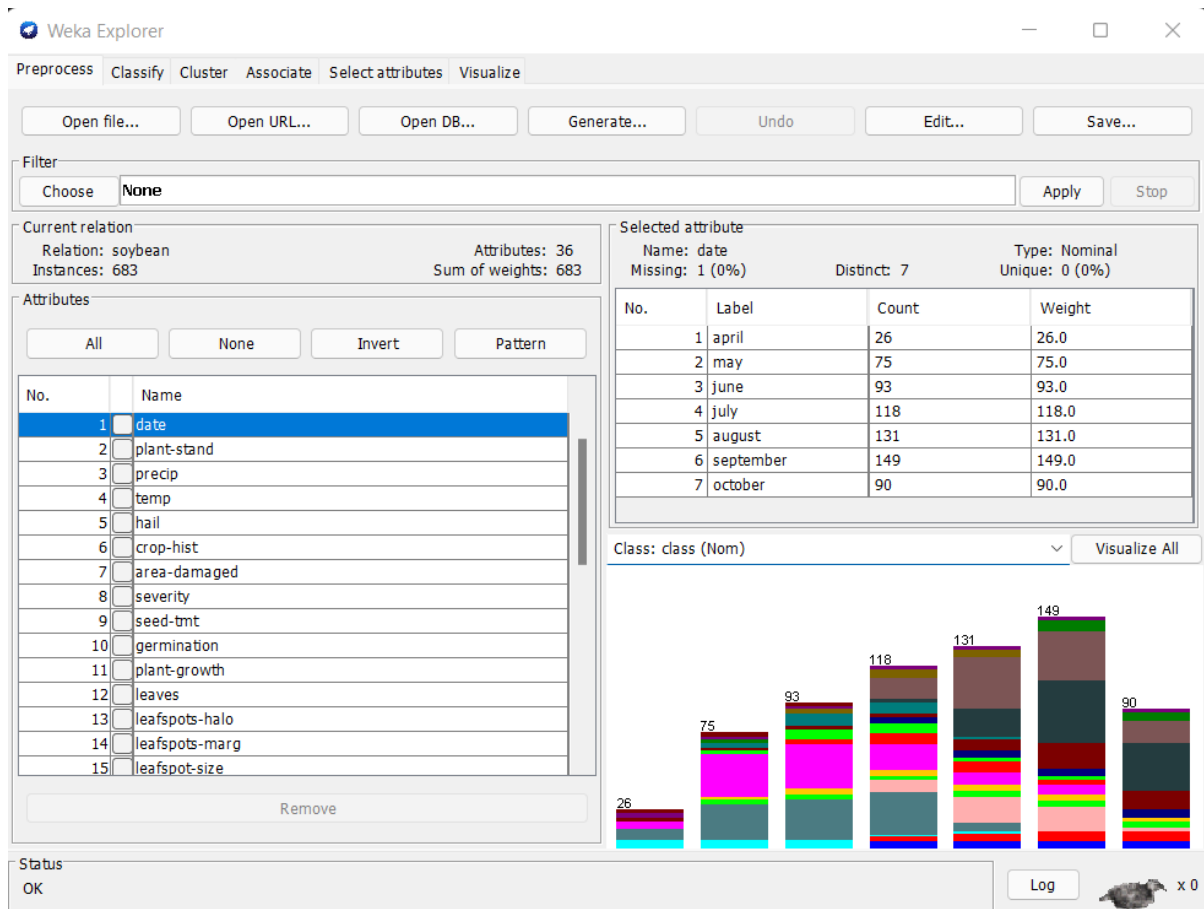 Weka Explorer
Preprocess Classify Cluster Associate Select attributes Visualize
Open file... Open URL... Open DB... Generate... Undo Edit... Save...
Filter
Choose None Apply Stop
Current relation
Relation: soybean Attributes: 36
Instances: 683 Sum of weights: 683
Attributes
All None Invert Pattern
No. Name
1 date
2 plant-stand
3 precip
4 temp
5 hail
6 crop-hist
7 area-damaged
8 severity
9 seed-tmt
10 germination
11 plant-growth
12 leaves
13 leafspots-halo
14 leafspots-marg
15 leafspot-size
Remove
Selected attribute
Name: date Type: Nominal
Missing: 1 (0%) Distinct: 7 Unique: 0 (0%)
No. Label Count Weight
1 april 26 26.0
2 may 75 75.0
3 june 93 93.0
4 july 118 118.0
5 august 131 131.0
6 september 149 149.0
7 october 90 90.0
Class: class (Nom) Visualize All
26 75 93 118 131 149 90
Status
OK
Log x 0